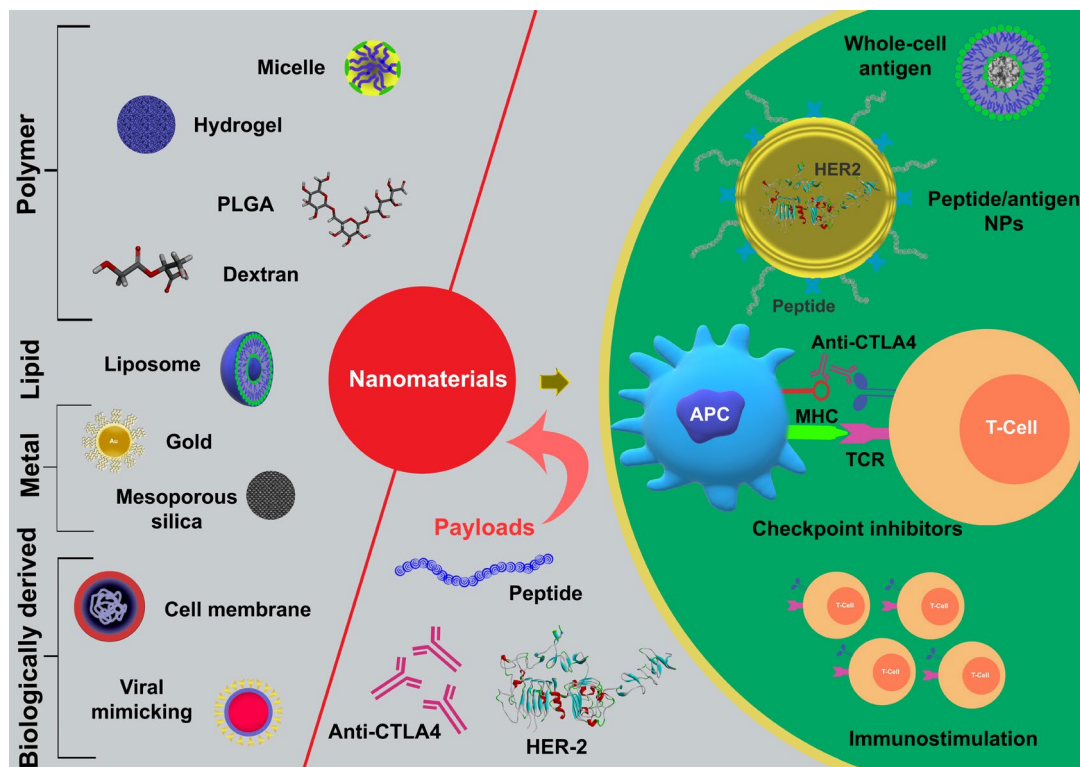 Polymer
Micelle
Hydrogel
PLGA
Dextran
Lipid
Liposome
Metal
Au
Gold
Mesoporous
silica
Biologically derived
Cell membrane
Viral
mimicking
Nanomaterials
Payloads
Peptide
Anti-CTLA4
HER-2
Whole-cell
antigen
HER2
Peptide/antigen
NPs
Peptide
Anti-CTLA4
APC
MHC
TCR
T-Cell
Checkpoint inhibitors
T-Cell
T-Cell
T-Cell
T-Cell
Immunostimulation